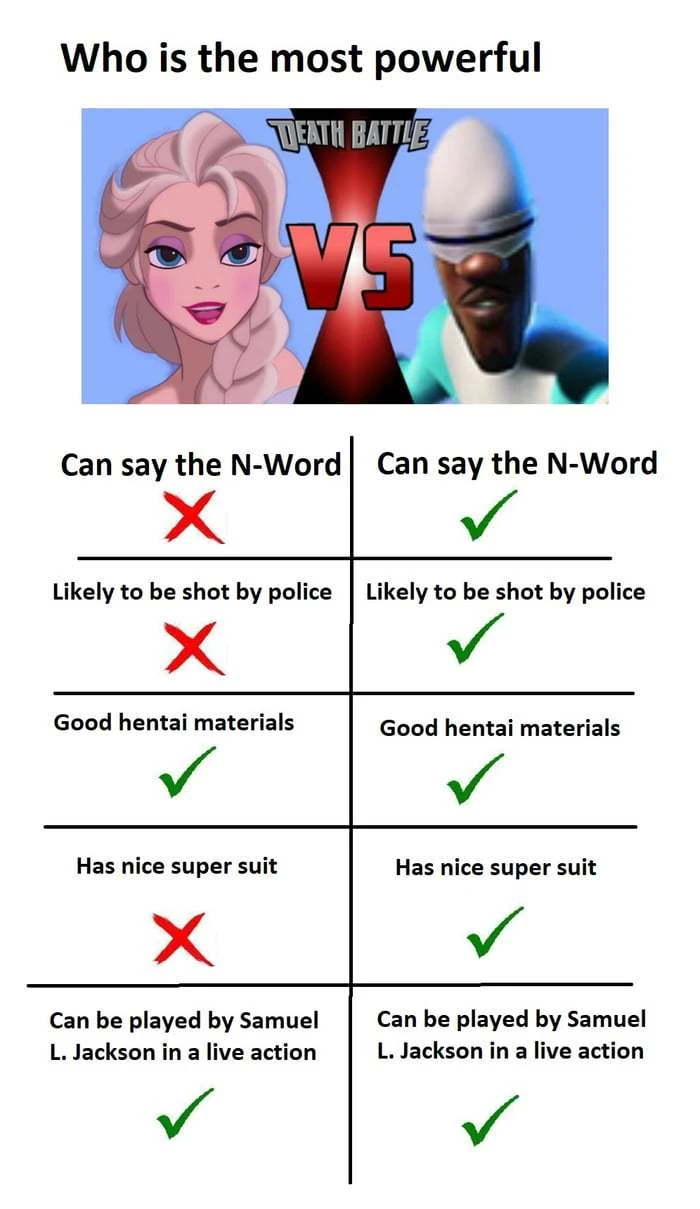 Who is the most powerful
DEATH BATTLE
VS
Can say the N-Word
Can say the N-Word
Likely to be shot by police
Likely to be shot by police
Good hentai materials
Good hentai materials
Has nice super suit
Has nice super suit
Can be played by Samuel
L. Jackson in a live action
Can be played by Samuel
L. Jackson in a live action